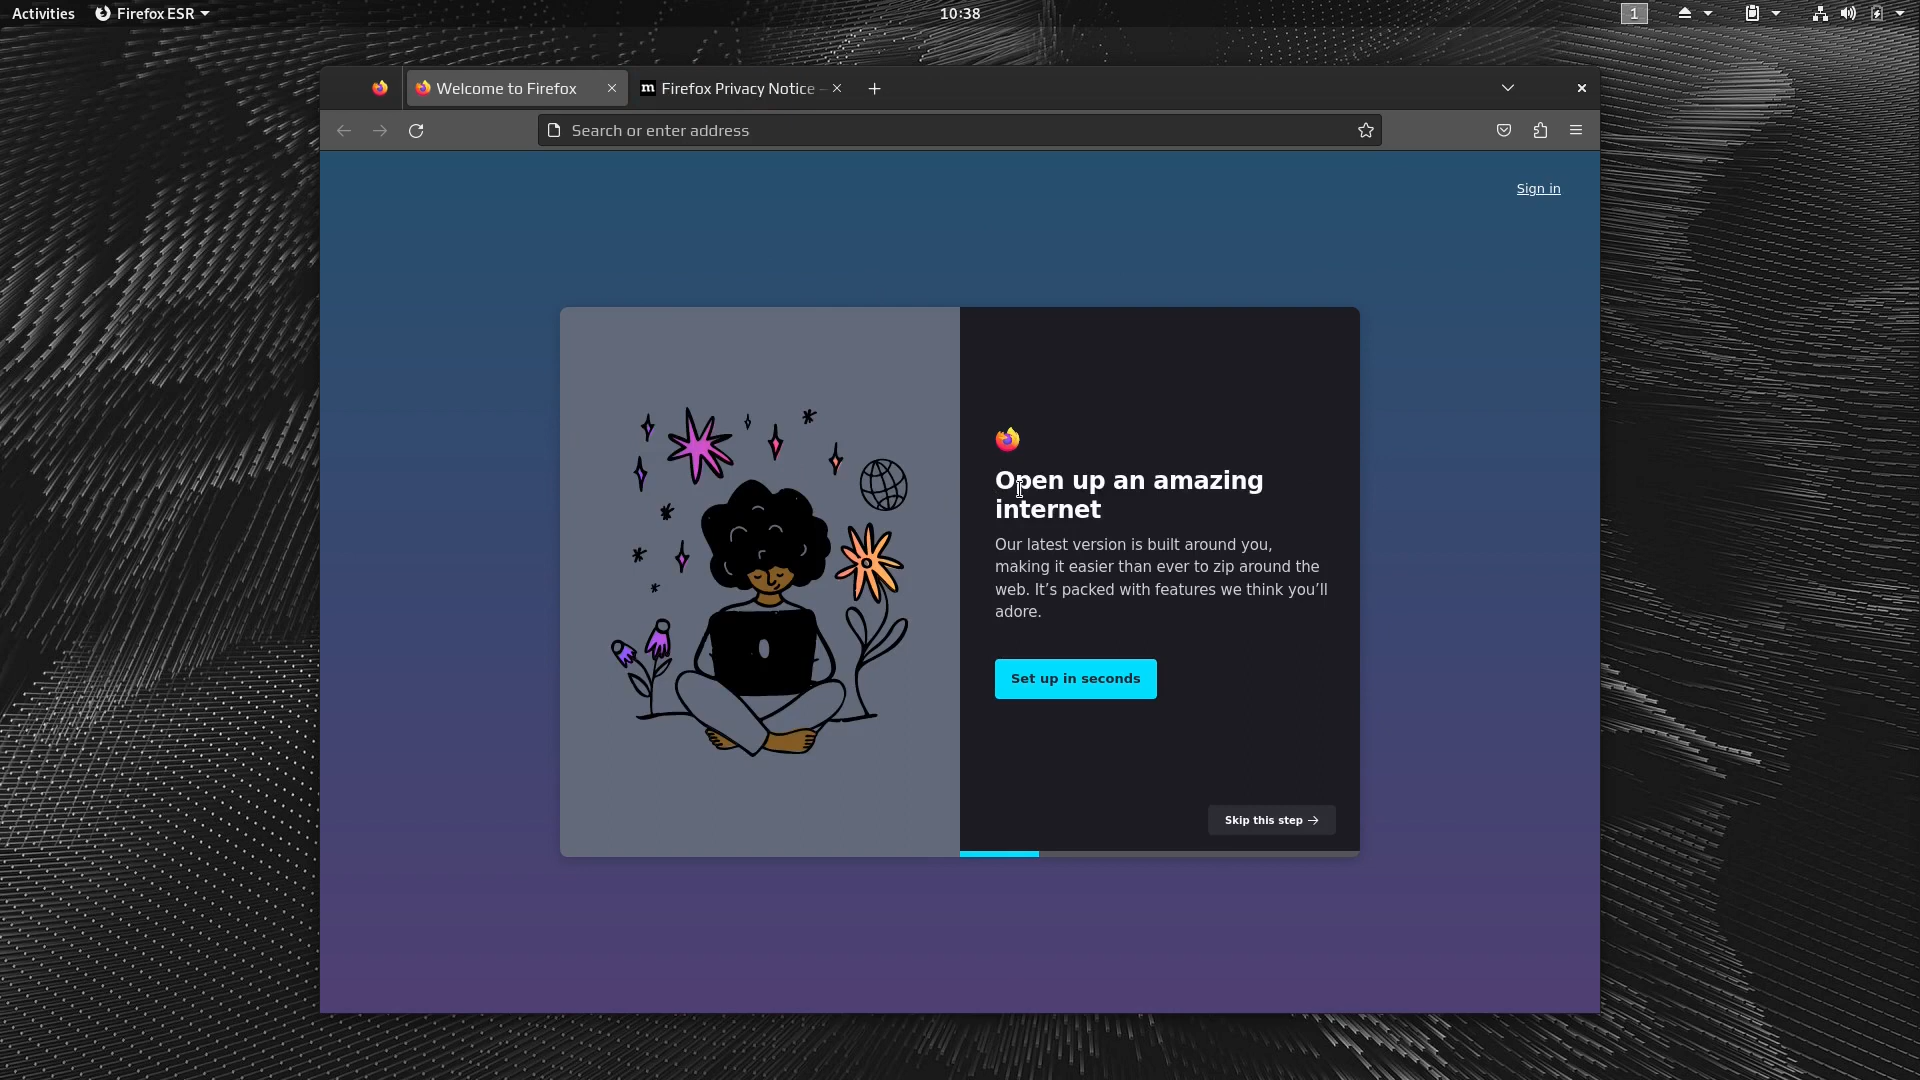 Activities
Firefox ESR
10:38
1
Welcome to Firefox
m Firefox Privacy Notice –
Search or enter address
Sign in
Open up an amazing
internet
Our latest version is built around you,
making it easier than ever to zip around the
web. It’s packed with features we think you’ll
adore.
Set up in seconds
Skip this step →